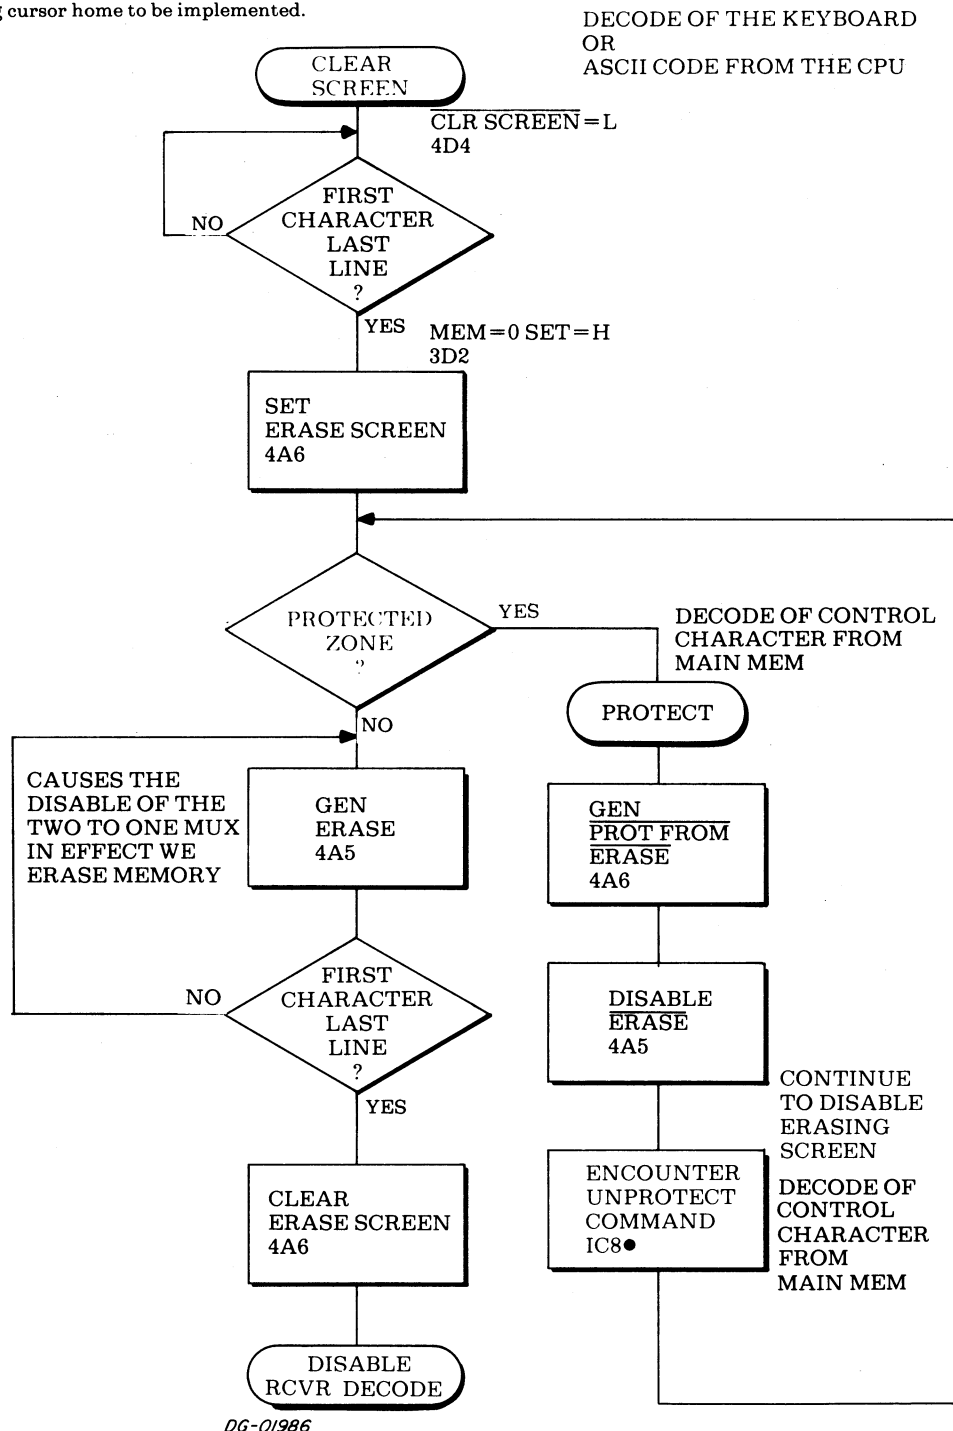 cursor home to be implemented.
DECODE OF THE KEYBOARD
OR
ASCII CODE FROM THE CPU
CLEAR
SCREEN
CLR SCREEN=L
4D4
FIRST
CHARACTER
LAST
LINE
?
NO
YES
MEM=0 SET=H
3D2
SET
ERASE SCREEN
4A6
PROTECTED
ZONE
?
YES
DECODE OF CONTROL
CHARACTER FROM
MAIN MEM
PROTECT
NO
CAUSES THE
DISABLE OF THE
TWO TO ONE MUX
IN EFFECT WE
ERASE MEMORY
GEN
ERASE
4A5
GEN
PROT FROM
ERASE
4A6
FIRST
CHARACTER
LAST
LINE
?
NO
YES
DISABLE
ERASE
4A5
CONTINUE
TO DISABLE
ERASING
SCREEN
ENCOUNTER
UNPROTECT
COMMAND
IC8●
DECODE OF
CONTROL
CHARACTER
FROM
MAIN MEM
CLEAR
ERASE SCREEN
4A6
DISABLE
RCVR DECODE
DG-01986